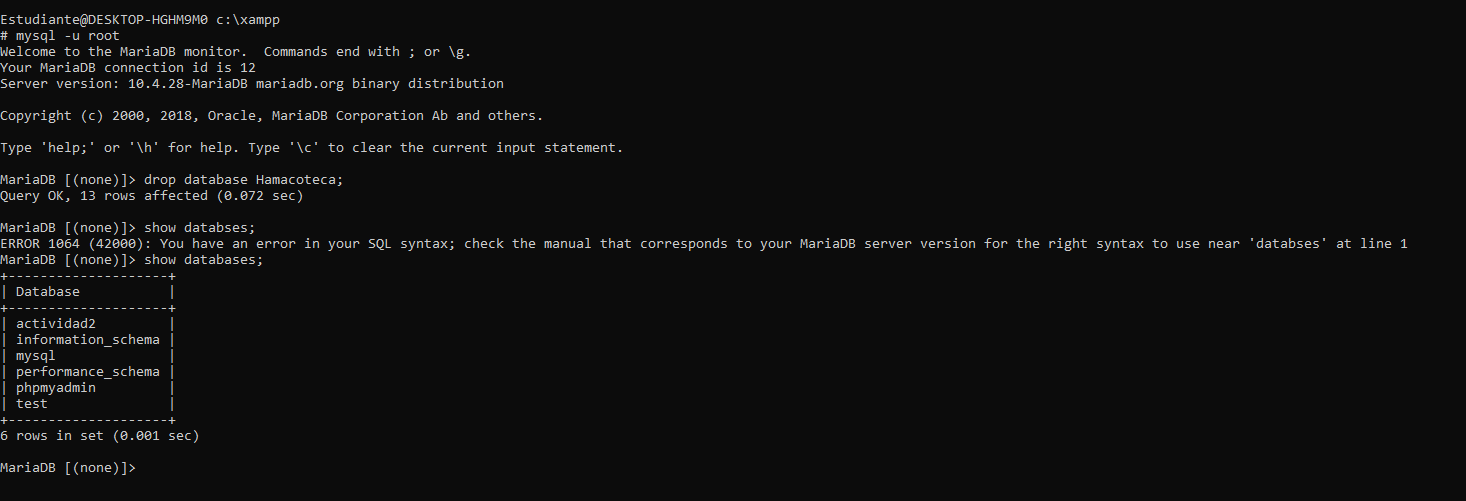 Estudiante@DESKTOP-HGHM9M0 c:\xampp
# mysql -u root
Welcome to the MariaDB monitor.  Commands end with ; or \g.
Your MariaDB connection id is 12
Server version: 10.4.28-MariaDB mariadb.org binary distribution

Copyright (c) 2000, 2018, Oracle, MariaDB Corporation Ab and others.

Type 'help;' or '\h' for help. Type '\c' to clear the current input statement.

MariaDB [(none)]> drop database Hamacoteca;
Query OK, 13 rows affected (0.072 sec)

MariaDB [(none)]> show databses;
ERROR 1064 (42000): You have an error in your SQL syntax; check the manual that corresponds to your MariaDB server version for the right syntax to use near 'databses' at line 1
MariaDB [(none)]> show databases;
+--------------------+
| Database           |
+--------------------+
| actividad2         |
| information_schema |
| mysql              |
| performance_schema |
| phpmyadmin         |
| test               |
+--------------------+
6 rows in set (0.001 sec)

MariaDB [(none)]>